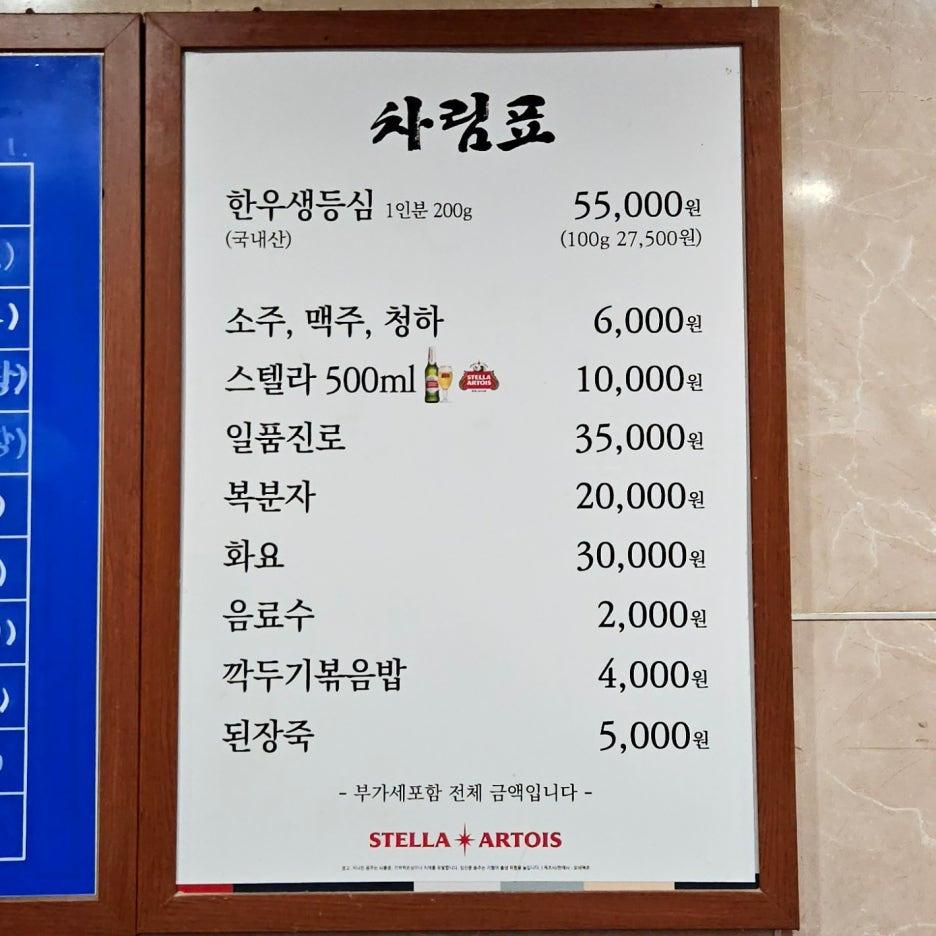 차림표
한우생등심 1인분 200g 55,000원
(국내산) (100g 27,500원)
소주, 맥주, 청하 6,000원
스텔라 500ml STELLA ARTOIS 10,000원
일품진로 35,000원
복분자 20,000원
화요 30,000원
음료수 2,000원
깍두기볶음밥 4,000원
된장죽 5,000원
- 부가세포함 전체 금액입니다 -
STELLA ARTOIS